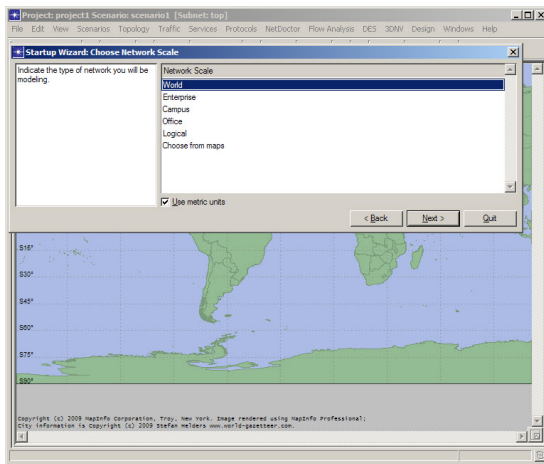 Project: project1 Scenario: scenario1 [Subnet: top]
File Edit View Scenarios Topology Traffic Services Protocols NetDoctor Flow Analysis DES 3DNV Design Windows Help
Startup Wizard: Choose Network Scale
Indicate the type of network you will be
modeling.
Network Scale
World
Enterprise
Campus
Office
Logical
Choose from maps
Use metric units
< Back Next > Quit
S15°
S30°
S45°
S60°
S75°
S90°
Copyright (c) 2009 MapInfo Corporation, Troy, New York. Image rendered using MapInfo Professional;
City information is Copyright (c) 2009 Stefan Helders www.world-gazetteer.com.